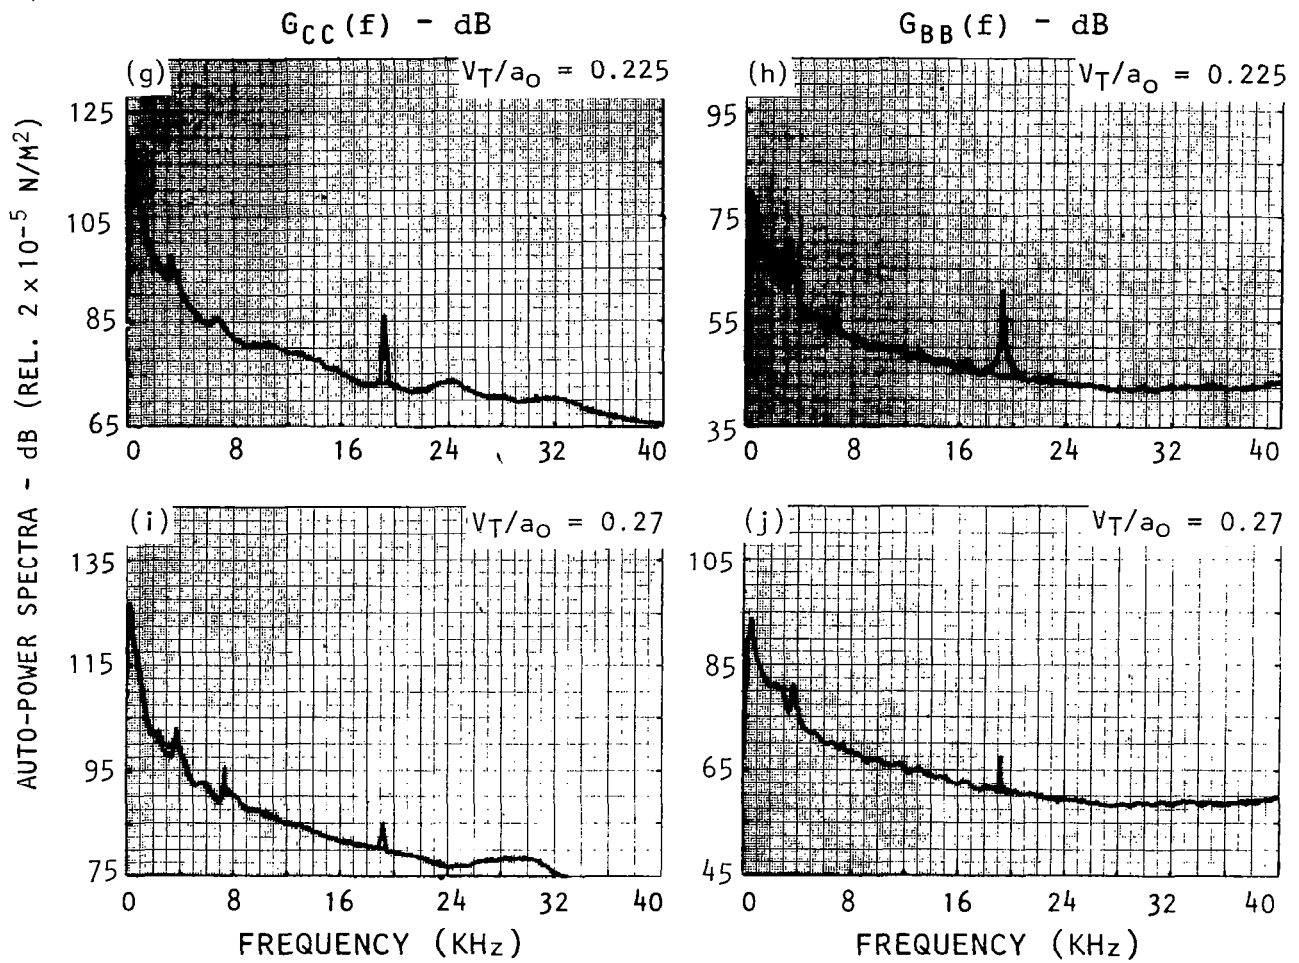 G_CC(f) - dB
G_BB(f) - dB
(g)
V_T/a_o = 0.225
125
105
85
65
0 8 16 24 32 40
(h)
V_T/a_o = 0.225
95
75
55
35
0 8 16 24 32 40
AUTO-POWER SPECTRA - dB (REL. 2 x 10⁻⁵ N/M²)
(i)
V_T/a_o = 0.27
135
115
95
75
0 8 16 24 32 40
FREQUENCY (KHz)
(j)
V_T/a_o = 0.27
105
85
65
45
0 8 16 24 32 40
FREQUENCY (KHz)